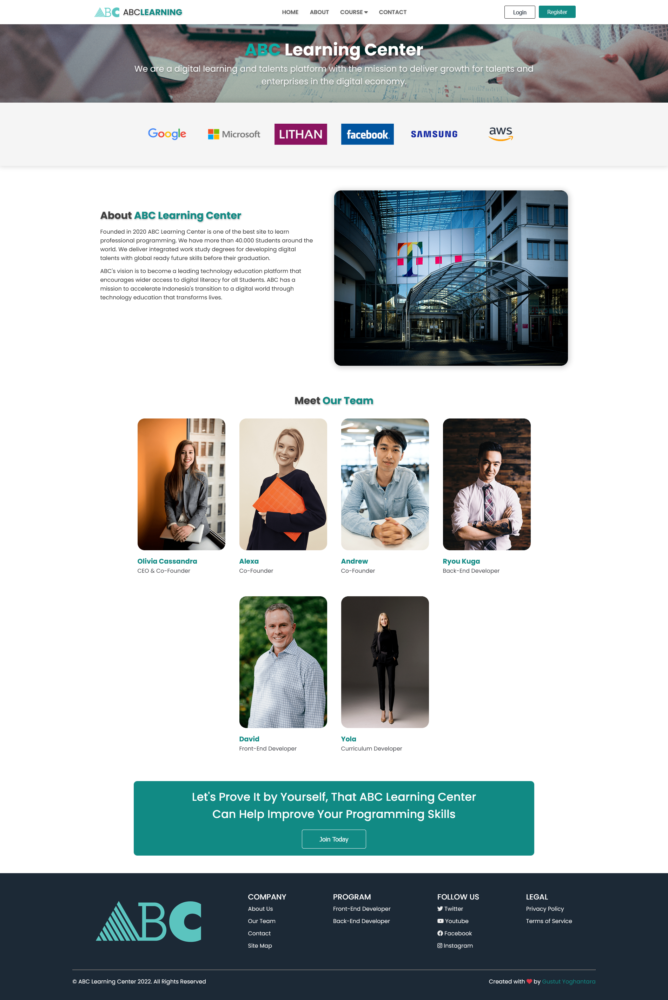 ABC ABCLEARNING
HOME ABOUT COURSE CONTACT
Login Register
ABC Learning Center
We are a digital learning and talents platform with the mission to deliver growth for talents and
enterprises in the digital economy.
Google Microsoft LITHAN facebook. SAMSUNG aws
About ABC Learning Center
Founded in 2020 ABC Learning Center is one of the best site to learn
professional programming. We have more than 40.000 Students around the
world. We deliver integrated work study degrees for developing digital
talents with global ready future skills before their graduation.
ABC's vision is to become a leading technology education platform that
encourages wider access to digital literacy for all Students. ABC has a
mission to accelerate Indonesia's transition to a digital world through
technology education that transforms lives.
T
Meet Our Team
Olivia Cassandra
CEO & Co-Founder
Alexa
Co-Founder
Andrew
Co-Founder
Ryou Kuga
Back-End Developer
David
Front-End Developer
Yola
Curriculum Developer
Let's Prove It by Yourself, That ABC Learning Center
Can Help Improve Your Programming Skills
Join Today
ABC
COMPANY
About Us
Our Team
Contact
Site Map
PROGRAM
Front-End Developer
Back-End Developer
FOLLOW US
Twitter
Youtube
Facebook
Instagram
LEGAL
Privacy Policy
Terms of Service
© ABC Learning Center 2022. All Rights Reserved
Created with by Gustut Yoghantara